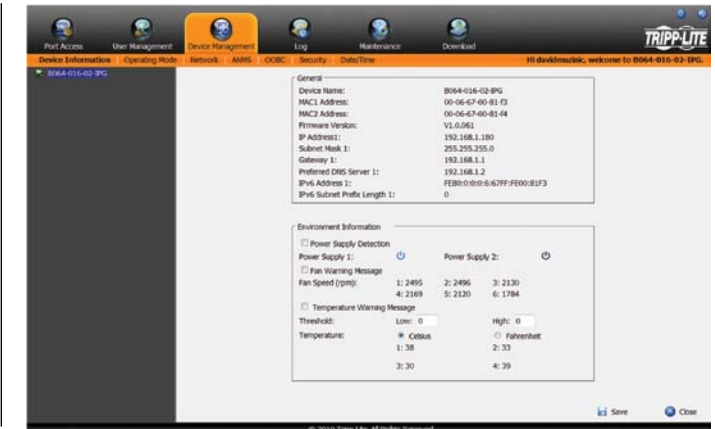 Port Access User Management Device Management Log Maintenance Download
TRIPP·LITE
Device Information Operating Mode Network ANMS OOBC Security Date/Time Hi davidmuzinic, welcome to B064-016-02-IPG.
B064-016-02-IPG
General
Device Name: B064-016-02-IPG
MAC1 Address: 00-06-67-00-81-f3
MAC2 Address: 00-06-67-00-81-f4
Firmware Version: V1.0.061
IP Address1: 192.168.1.180
Subnet Mask 1: 255.255.255.0
Gateway 1: 192.168.1.1
Preferred DNS Server 1: 192.168.1.2
IPv6 Address 1: FE80:0:0:0:6:67FF:FE00:81F3
IPv6 Subnet Prefix Length 1: 0
Environment Information
Power Supply Detection
Power Supply 1: Power Supply 2:
Fan Warning Message
Fan Speed (rpm): 1: 2495 2: 2496 3: 2130
4: 2169 5: 2120 6: 1784
Temperature Warning Message
Threshold: Low: 0 High: 0
Temperature: Celsius Fahrenheit
1: 38 2: 33
3: 30 4: 39
Save Close
© 2010 Tripp Lite. All Rights Reserved.